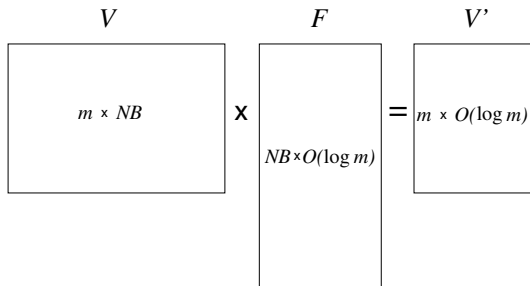 V F V’
m x NB x NB x O(log m) = m x O(log m)